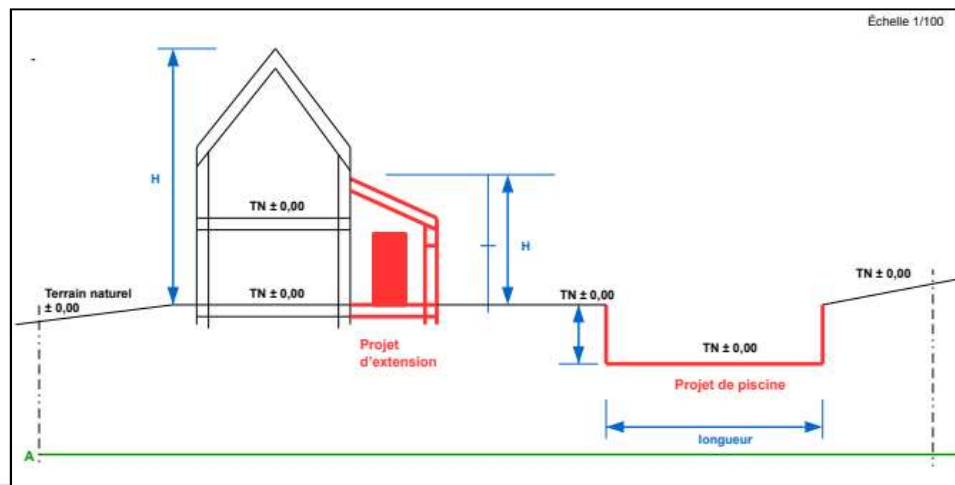 Échelle 1/100
H
TN ± 0,00
H
TN ± 0,00
Terrain naturel
± 0,00
TN ± 0,00
TN ± 0,00
Projet
d'extension
TN ± 0,00
Projet de piscine
longueur
A